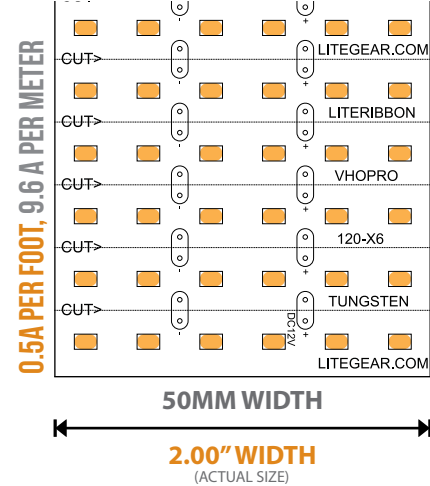 CUT>
-
+
LITEGEAR.COM
CUT>
-
+
LITERIBBON
CUT>
-
+
VHOPRO
CUT>
-
+
120-X6
CUT>
-
+
TUNGSTEN
CUT>
-
+
DC12V
LITEGEAR.COM
0.5A PER FOOT, 9.6 A PER METER
50MM WIDTH
2.00” WIDTH
(ACTUAL SIZE)